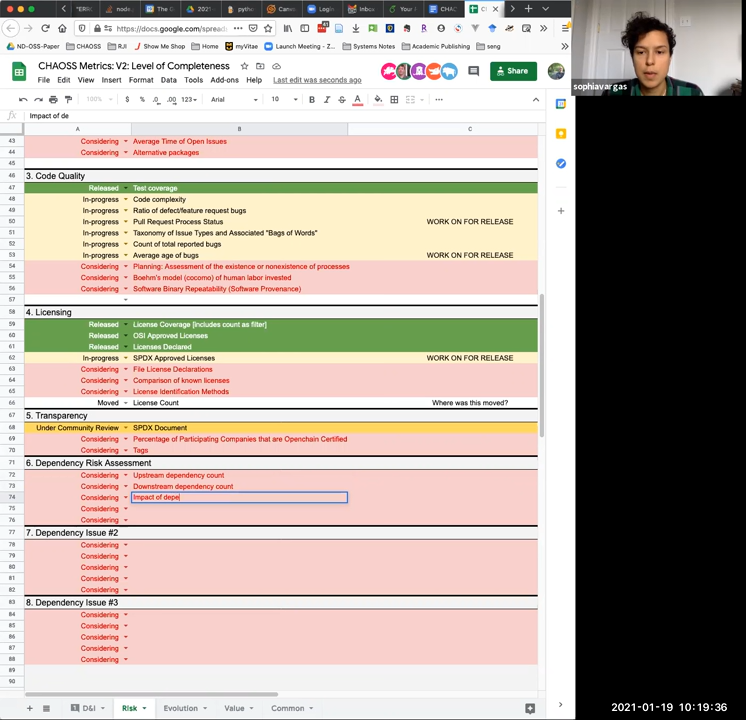 "ERRO
node,
The G
2021-
pytho
Camer
Login
Inbox
Your
CHAC
docs.google.com/spread
ND-OSS-Paper CHAOSS RJI Show Me Shop Home myVitae Launch Meeting - Zo... Systems Notes Academic Publishing seng
CHAOSS Metrics: V2: Level of Completeness
File Edit View Insert Format Data Tools Add-ons Help Last edit was seconds ago
Share
sophiavargas
100% $ % .0 .00 123 Arial 10 B I S A
fx Impact of de
A B C
43 Considering Average Time of Open Issues
44 Considering Alternative packages
45
46 3. Code Quality
47 Released Test coverage
48 In-progress Code complexity
49 In-progress Ratio of defect/feature request bugs
50 In-progress Pull Request Process Status WORK ON FOR RELEASE
51 In-progress Taxonomy of Issue Types and Associated "Bags of Words"
52 In-progress Count of total reported bugs
53 In-progress Average age of bugs WORK ON FOR RELEASE
54 Considering Planning: Assessment of the existence or nonexistence of processes
55 Considering Boehm's model (cocomo) of human labor invested
56 Considering Software Binary Repeatability (Software Provenance)
57
58 4. Licensing
59 Released License Coverage [includes count as filter]
60 Released OSI Approved Licenses
61 Released Licenses Declared
62 In-progress SPDX Approved Licenses WORK ON FOR RELEASE
63 Considering File License Declarations
64 Considering Comparison of known licenses
65 Considering License Identification Methods
66 Moved License Count Where was this moved?
67 5. Transparency
68 Under Community Review SPDX Document
69 Considering Percentage of Participating Companies that are Openchain Certified
70 Considering Tags
71 6. Dependency Risk Assessment
72 Considering Upstream dependency count
73 Considering Downstream dependency count
74 Considering Impact of depe
75 Considering
76 Considering
77 7. Dependency Issue #2
78 Considering
79 Considering
80 Considering
81 Considering
82 Considering
83 8. Dependency Issue #3
84 Considering
85 Considering
86 Considering
87 Considering
88 Considering
89
90
D&I Risk Evolution Value Common
2021-01-19 10:19:36